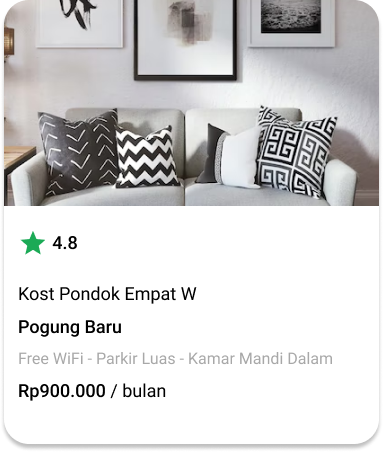 4.8
Kost Pondok Empat W
Pogung Baru
Free WiFi - Parkir Luas - Kamar Mandi Dalam
Rp900.000 / bulan